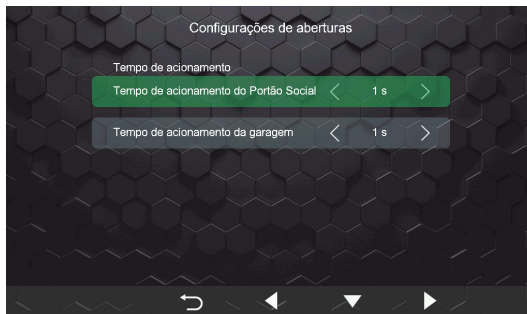 Configurações de aberturas
Tempo de acionamento
Tempo de acionamento do Portão Social < 1 s >
Tempo de acionamento da garagem < 1 s >